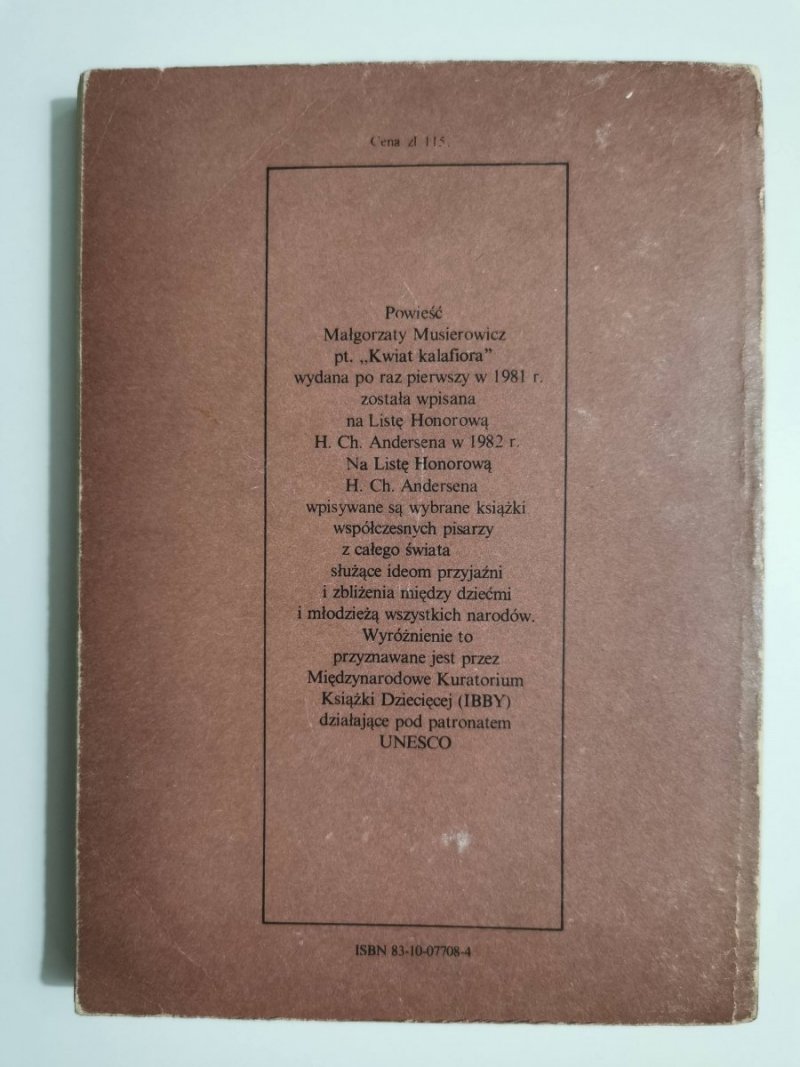 Cena zł 115.
Powieść
Małgorzaty Musierowicz
pt. „Kwiat kalafiora”
wydana po raz pierwszy w 1981 r.
została wpisana
na Listę Honorową
H. Ch. Andersena w 1982 r.
Na Listę Honorową
H. Ch. Andersena
wpisywane są wybrane książki
współczesnych pisarzy
z całego świata
służące ideom przyjaźni
i zbliżenia między dziećmi
i młodzieżą wszystkich narodów.
Wyróżnienie to
przyznawane jest przez
Międzynarodowe Kuratorium
Książki Dziecięcej (IBBY)
działające pod patronatem
UNESCO
ISBN 83-10-07708-4